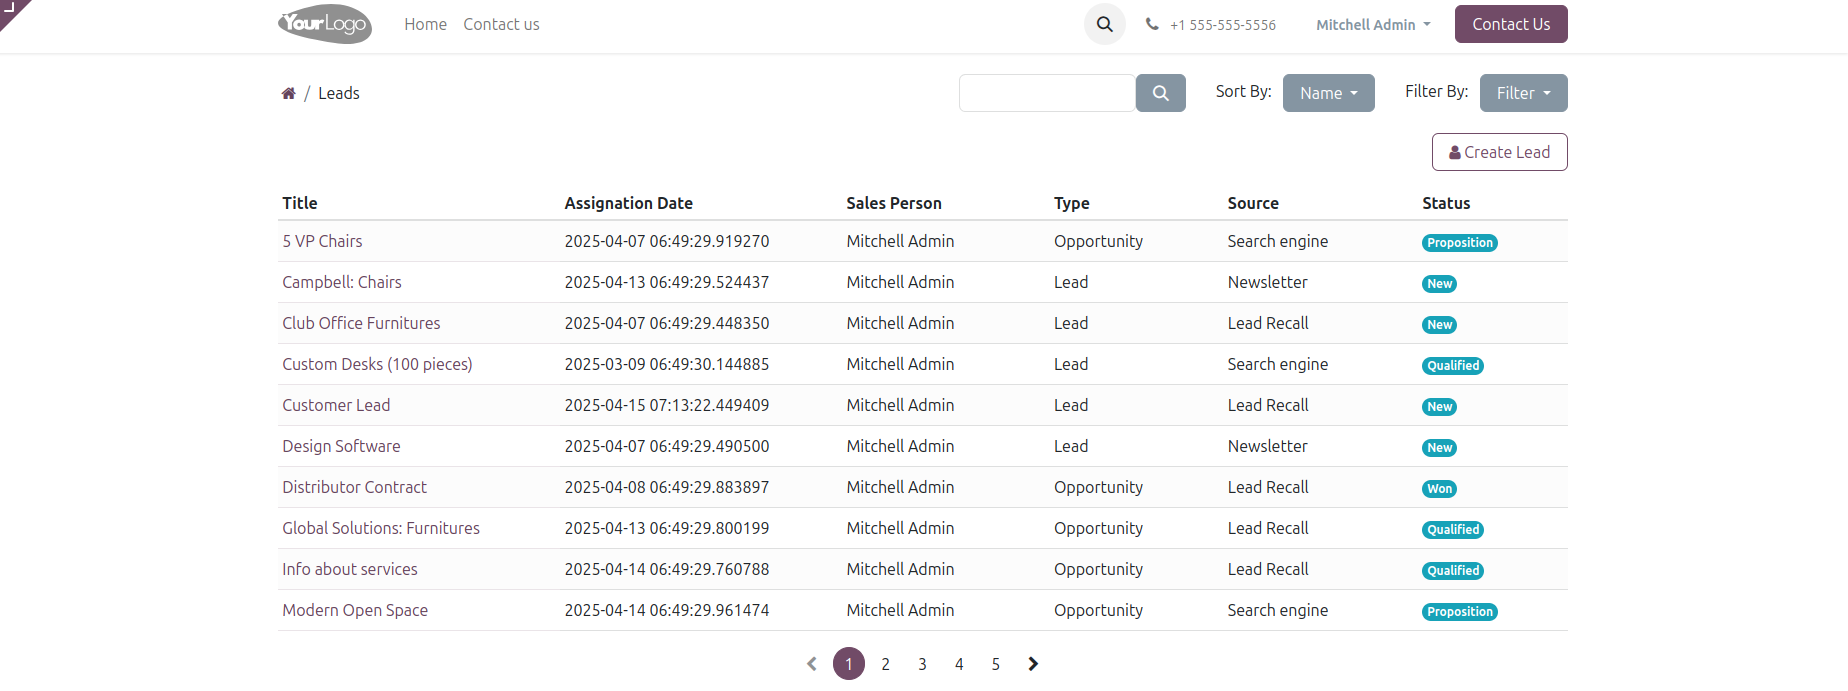 YourLogo Home Contact us +1 555-555-5556 Mitchell Admin Contact Us
/ Leads Sort By: Name Filter By: Filter
Create Lead
Title Assignation Date Sales Person Type Source Status
5 VP Chairs 2025-04-07 06:49:29.919270 Mitchell Admin Opportunity Search engine Proposition
Campbell: Chairs 2025-04-13 06:49:29.524437 Mitchell Admin Lead Newsletter New
Club Office Furnitures 2025-04-07 06:49:29.448350 Mitchell Admin Lead Lead Recall New
Custom Desks (100 pieces) 2025-03-09 06:49:30.144885 Mitchell Admin Lead Search engine Qualified
Customer Lead 2025-04-15 07:13:22.449409 Mitchell Admin Lead Lead Recall New
Design Software 2025-04-07 06:49:29.490500 Mitchell Admin Lead Newsletter New
Distributor Contract 2025-04-08 06:49:29.883897 Mitchell Admin Opportunity Lead Recall Won
Global Solutions: Furnitures 2025-04-13 06:49:29.800199 Mitchell Admin Opportunity Lead Recall Qualified
Info about services 2025-04-14 06:49:29.760788 Mitchell Admin Opportunity Lead Recall Qualified
Modern Open Space 2025-04-14 06:49:29.961474 Mitchell Admin Opportunity Search engine Proposition
1 2 3 4 5